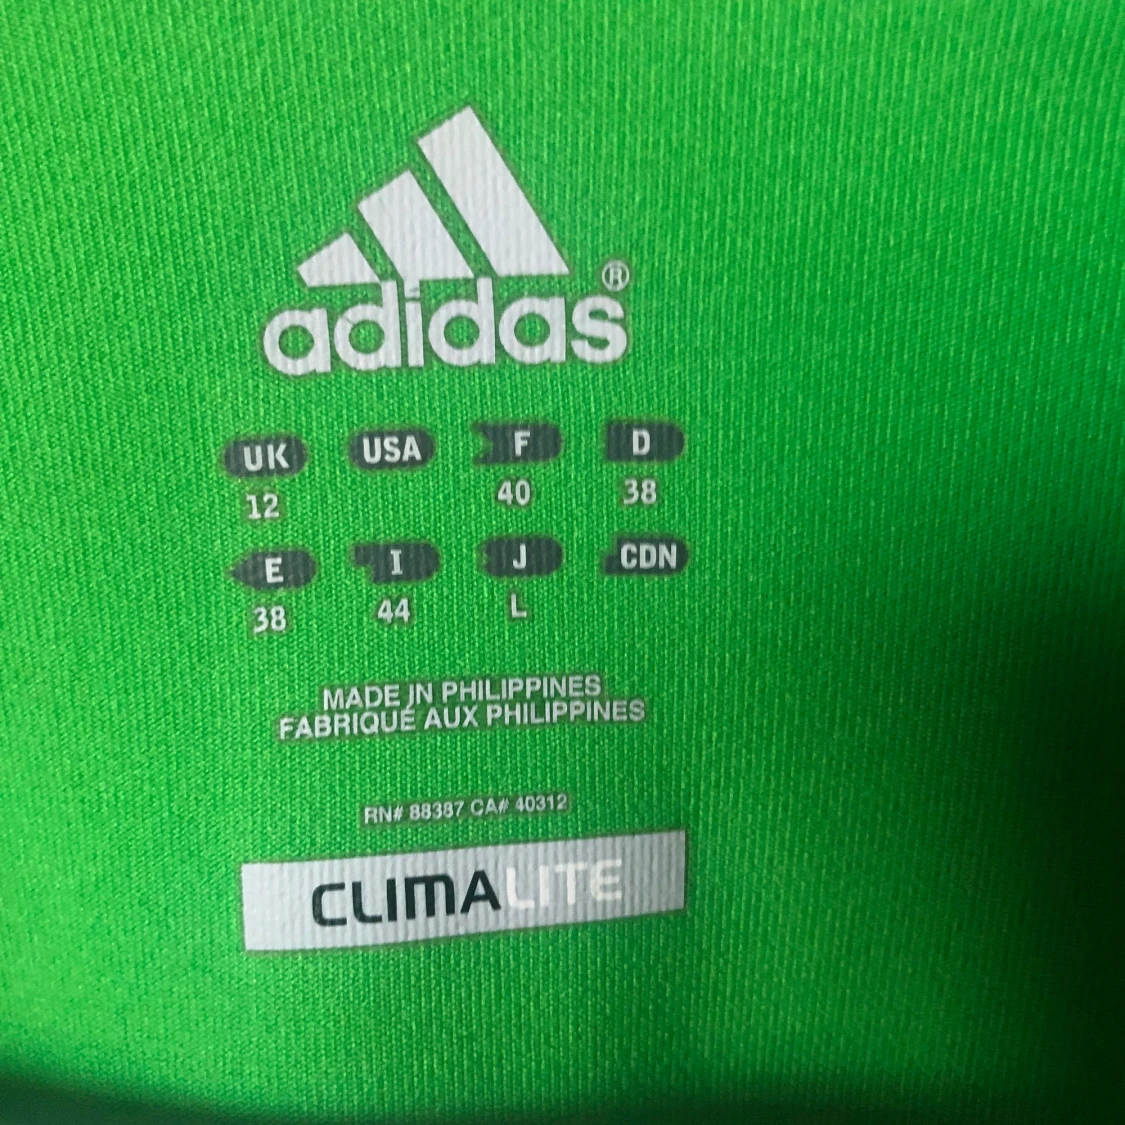 adidas®
UK USA F D
12 40 38
E I J CDN
38 44 L
MADE IN PHILIPPINES
FABRIQUÉ AUX PHILIPPINES
RN# 88387 CA# 40312
CLIMALITE